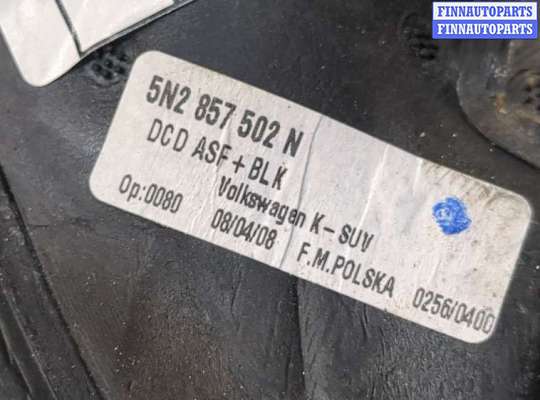 FINNAUTOPARTS
FINNAUTOPARTS
5N2 857 502 N
DCD ASF + BLK
Volkswagen K-SUV
Op:0080 08/04/08 F.M.POLSKA 0256/0400